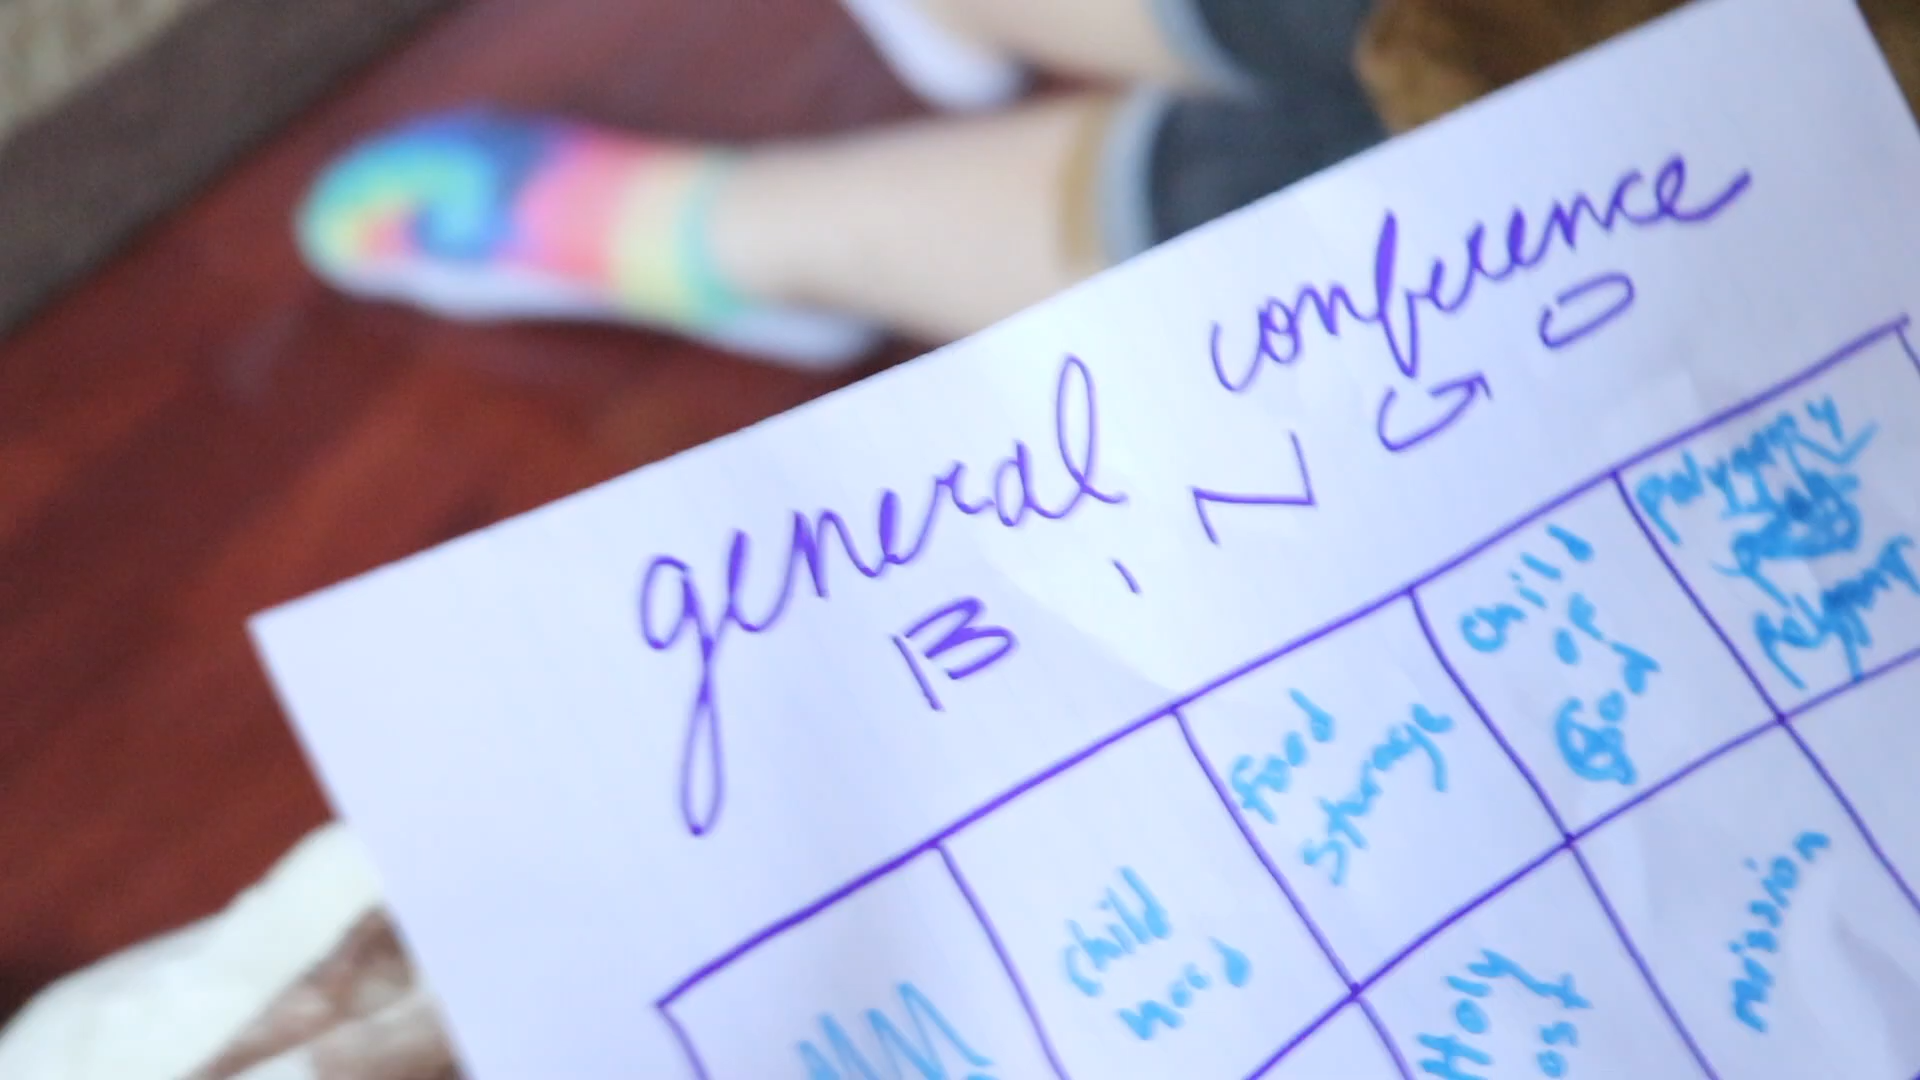 general conference
BINGO
child hood
food storage
child of God
Polygamy
mission
Holy